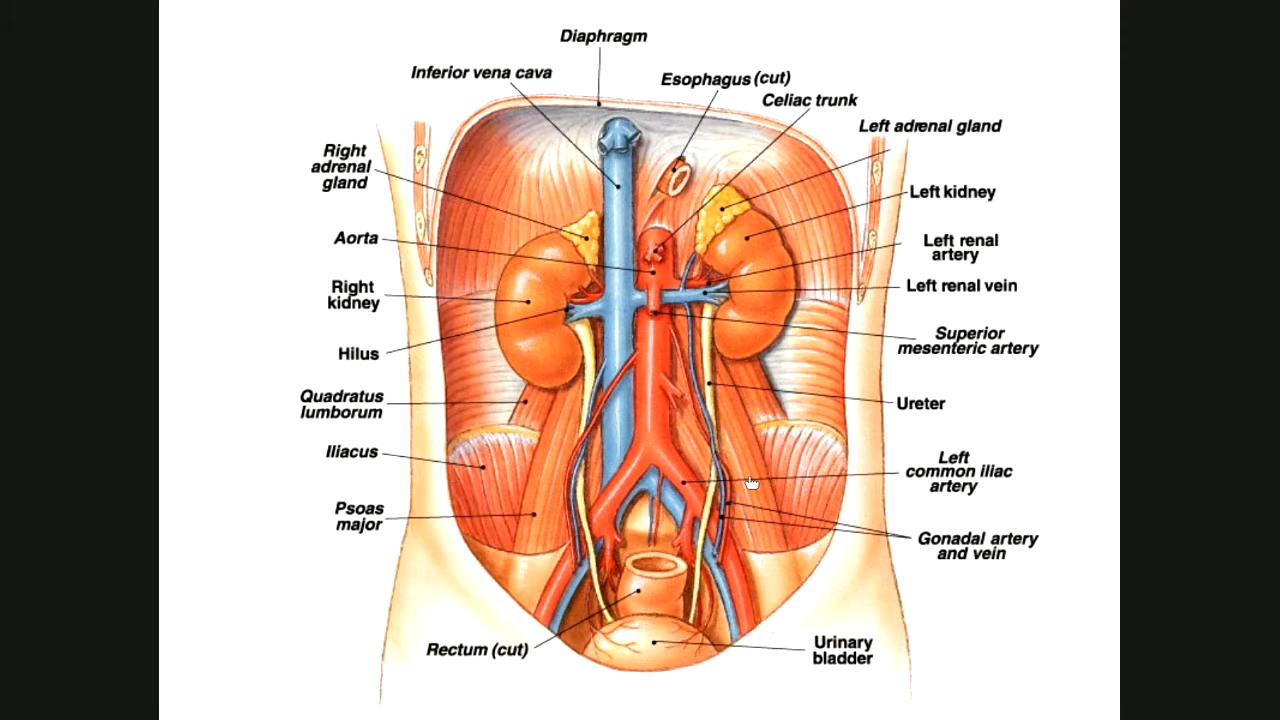 Diaphragm
Inferior vena cava
Esophagus (cut)
Celiac trunk
Left adrenal gland
Right
adrenal
gland
Left kidney
Aorta
Left renal
artery
Right
kidney
Left renal vein
Hilus
Superior
mesenteric artery
Quadratus
lumborum
Ureter
Iliacus
Left
common iliac
artery
Psoas
major
Gonadal artery
and vein
Rectum (cut)
Urinary
bladder